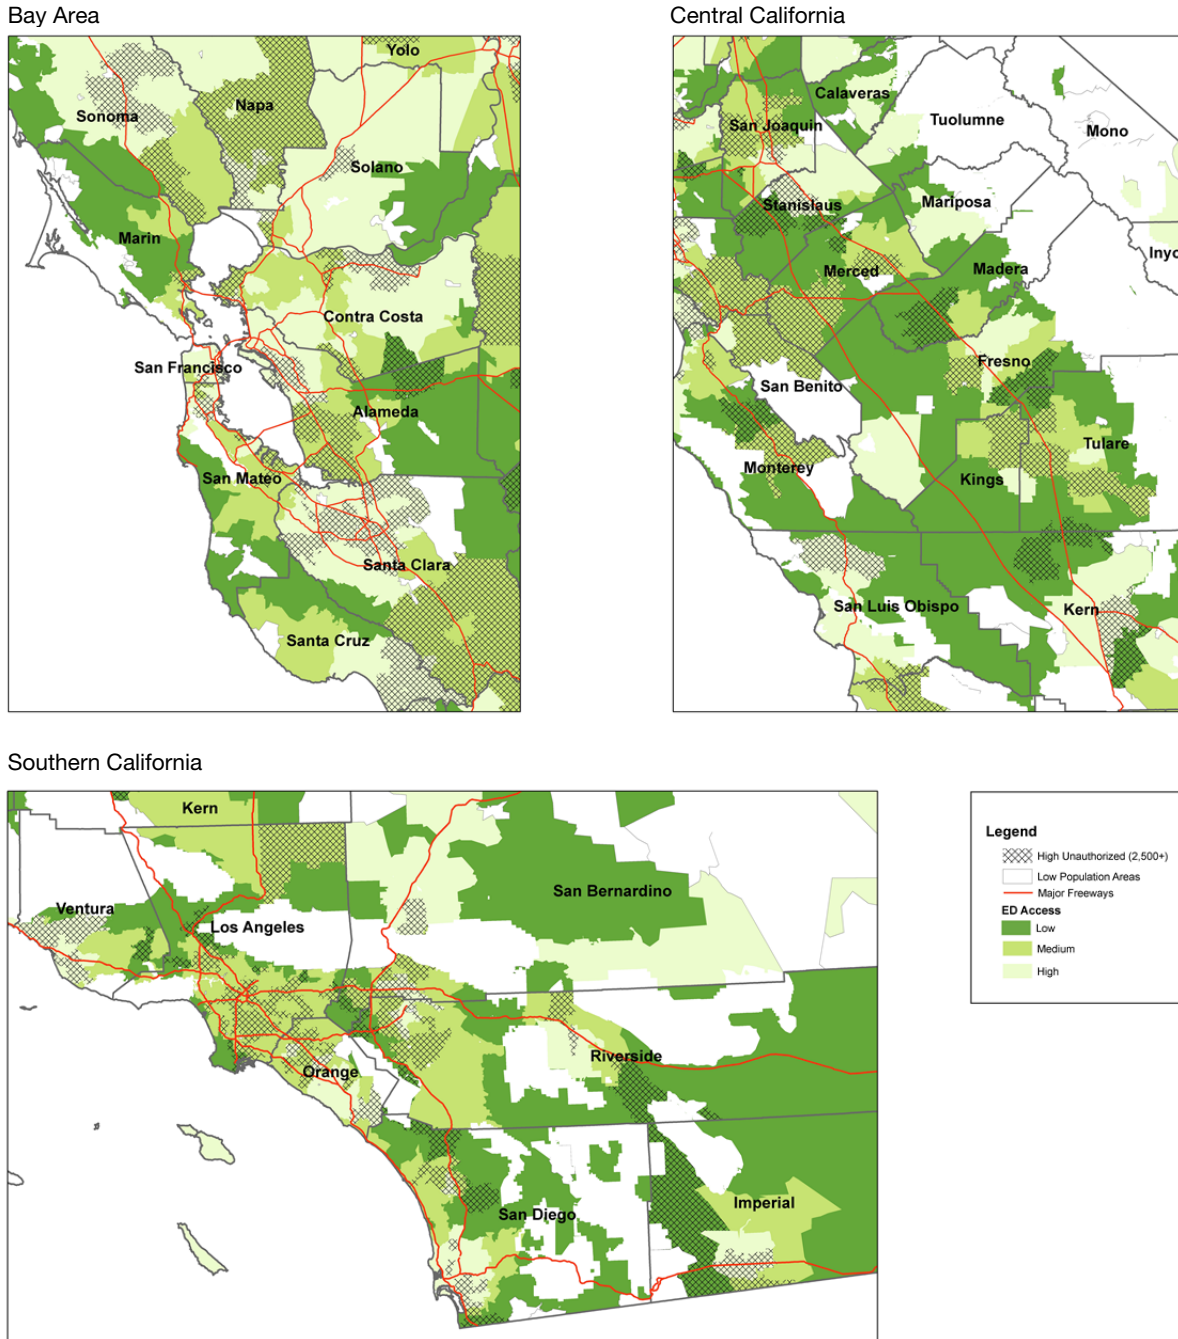 Bay Area
Central California
Yolo
Napa
Sonoma
Solano
Marin
Contra Costa
San Francisco
Alameda
San Mateo
Santa Clara
Santa Cruz
Calaveras
San Joaquin
Tuolumne
Mono
Stanislaus
Mariposa
Inyo
Merced
Madera
Fresno
San Benito
Tulare
Monterey
Kings
San Luis Obispo
Kern
Southern California
Kern
San Bernardino
Ventura
Los Angeles
Riverside
Orange
San Diego
Imperial
Legend
High Unauthorized (2,500+)
Low Population Areas
Major Freeways
ED Access
Low
Medium
High